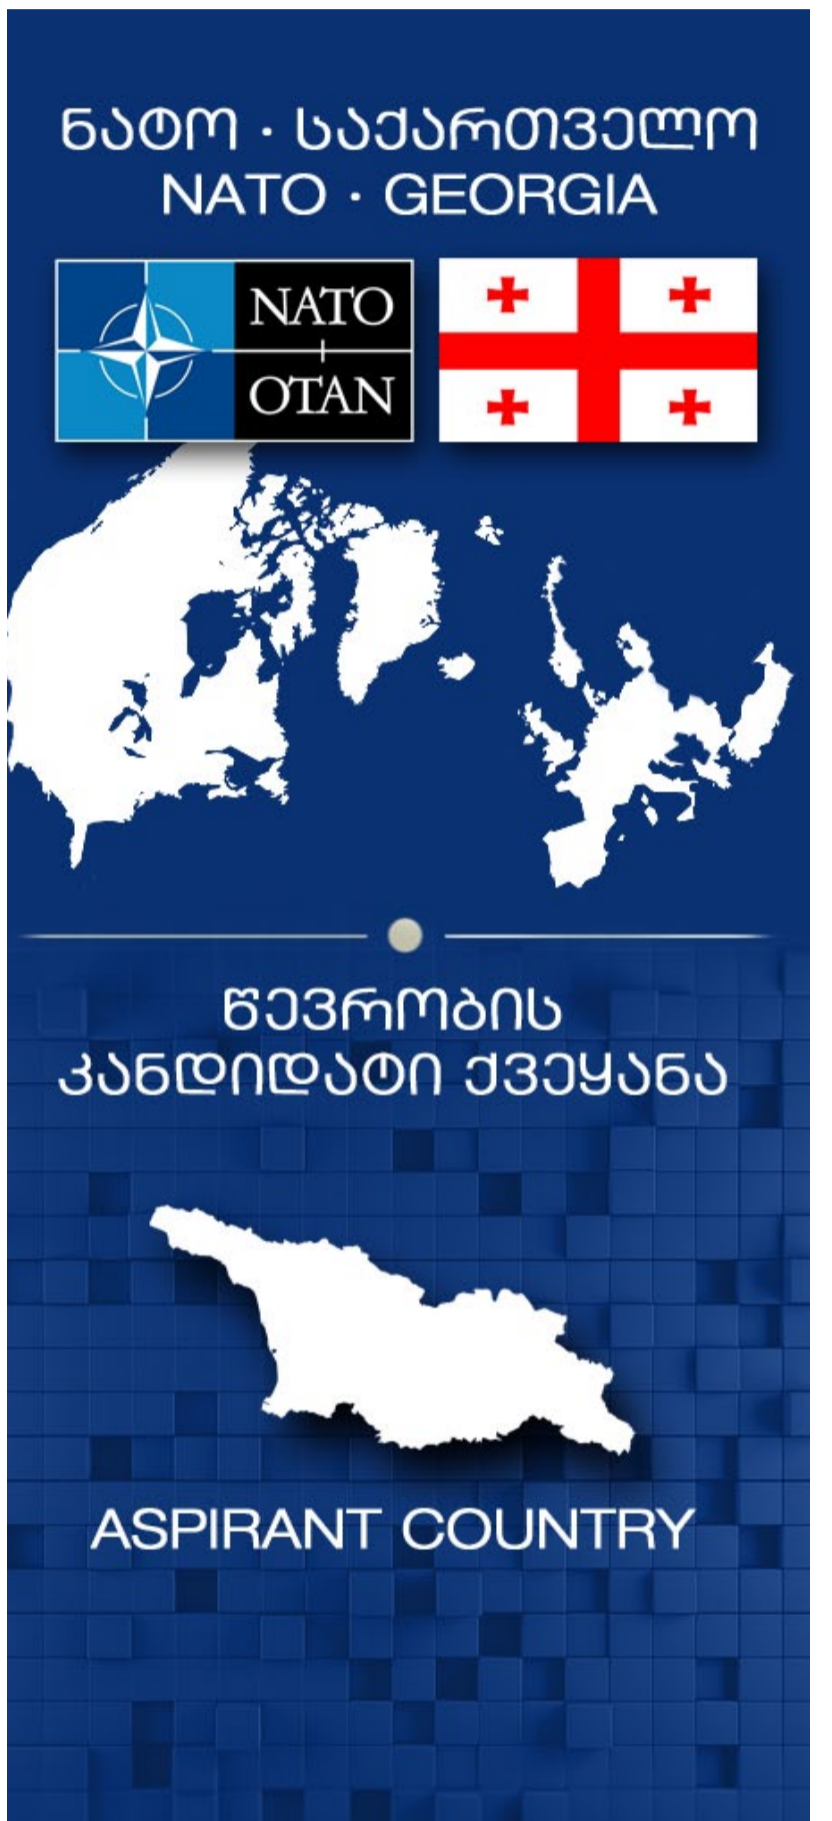 ნატო · საქართველო
NATO · GEORGIA
NATO
OTAN
წევრობის
კანდიდატი ქვეყანა
ASPIRANT COUNTRY